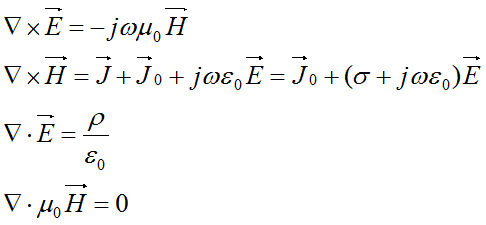 ∇×E⃗ = −jωμ₀H⃗
∇×H⃗ = J⃗ + J⃗₀ + jωε₀E⃗ = J⃗₀ + (σ + jωε₀)E⃗
∇·E⃗ = ρ/ε₀
∇·μ₀H⃗ = 0